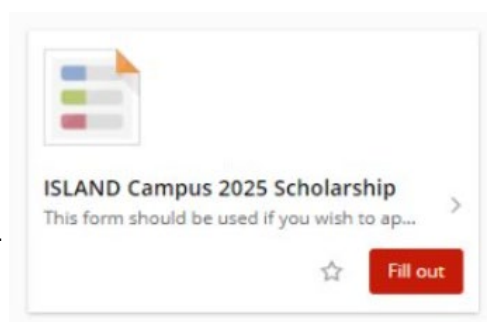 ISLAND Campus 2025 Scholarship
This form should be used if you wish to ap...
Fill out